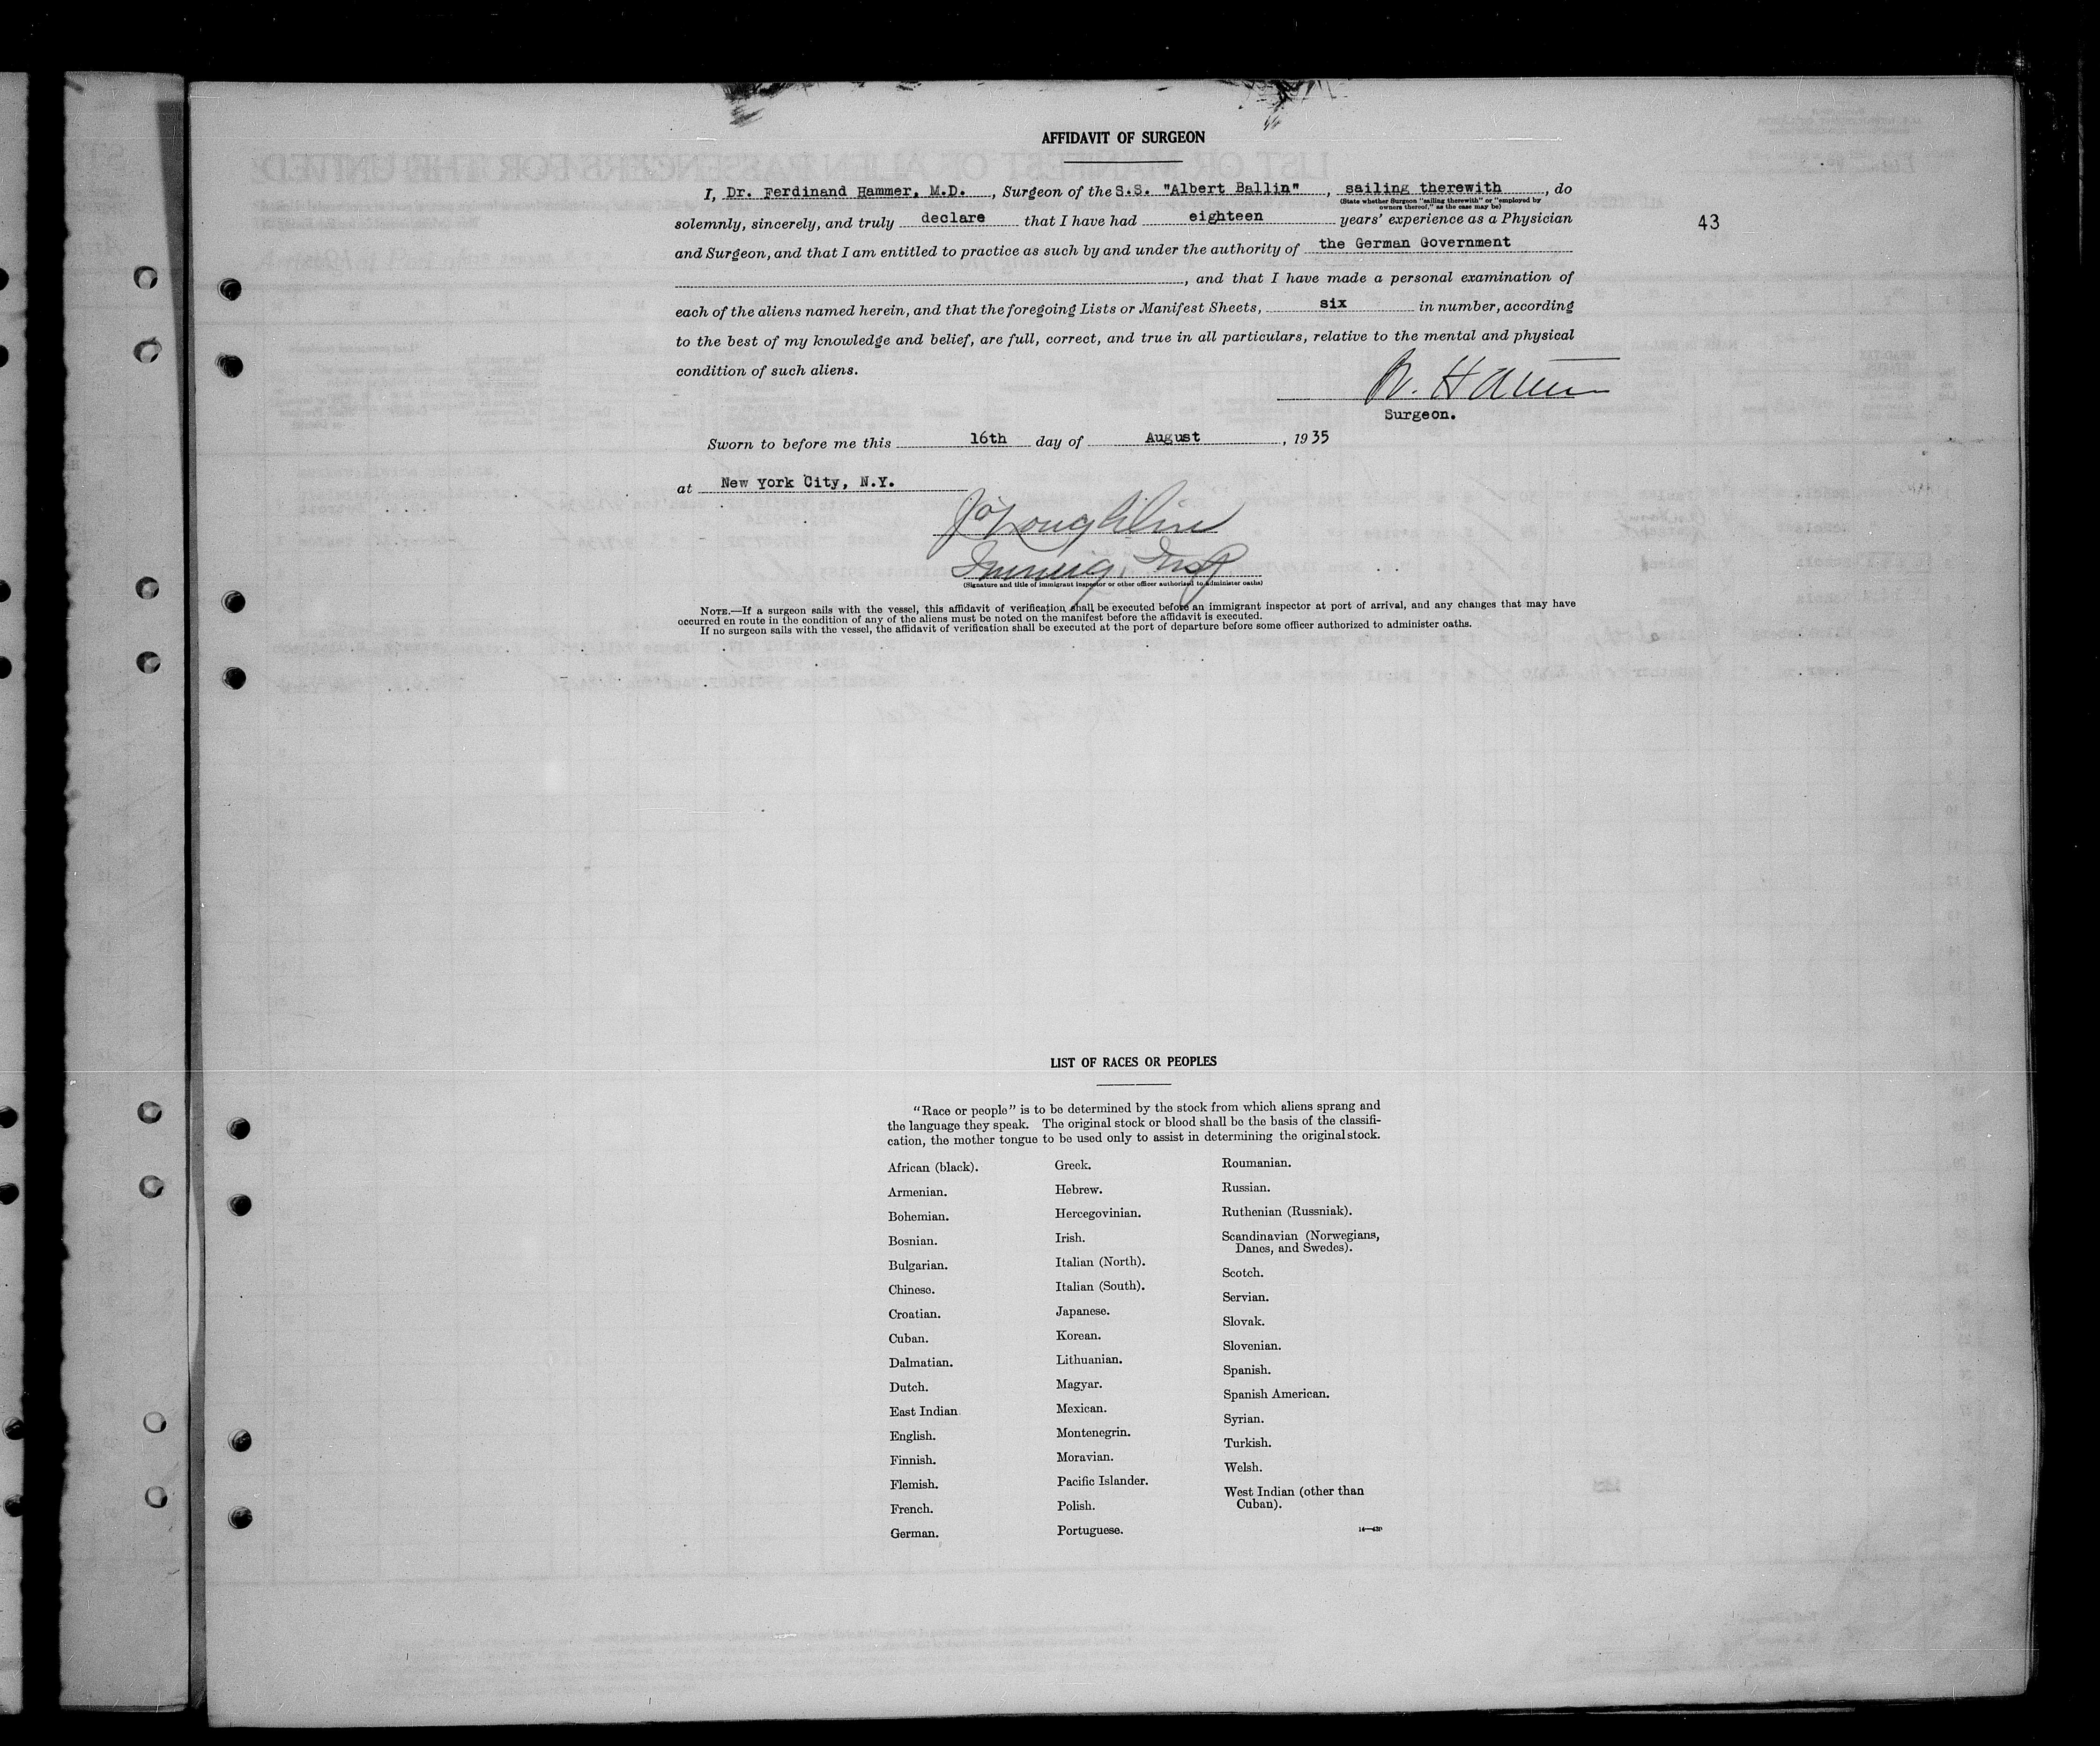 AFFIDAVIT OF SURGEON
I, Dr. Ferdinand Hammer, M.D. , Surgeon of the S.S. "Albert Ballin" , sailing therewith , do
(State whether Surgeon "sailing therewith" or "employed by
owners thereof," as the case may be)
solemnly, sincerely, and truly declare that I have had eighteen years' experience as a Physician
43
and Surgeon, and that I am entitled to practice as such by and under the authority of the German Government
, and that I have made a personal examination of
each of the aliens named herein, and that the foregoing Lists or Manifest Sheets, six in number, according
to the best of my knowledge and belief, are full, correct, and true in all particulars, relative to the mental and physical
condition of such aliens.
Surgeon.
Sworn to before me this 16th day of August , 1935
at New York City, N.Y.
Immig. Insp
(Signature and title of immigrant inspector or other officer authorized to administer oaths)
NOTE.—If a surgeon sails with the vessel, this affidavit of verification shall be executed before an immigrant inspector at port of arrival, and any changes that may have
occurred en route in the condition of any of the aliens must be noted on the manifest before the affidavit is executed.
If no surgeon sails with the vessel, the affidavit of verification shall be executed at the port of departure before some officer authorized to administer oaths.
LIST OF RACES OR PEOPLES
"Race or people" is to be determined by the stock from which aliens sprang and
the language they speak. The original stock or blood shall be the basis of the classifi-
cation, the mother tongue to be used only to assist in determining the original stock.
African (black).
Armenian.
Bohemian.
Bosnian.
Bulgarian.
Chinese.
Croatian.
Cuban.
Dalmatian.
Dutch.
East Indian
English.
Finnish.
Flemish.
French.
German.
Greek.
Hebrew.
Hercegovinian.
Irish.
Italian (North).
Italian (South).
Japanese.
Korean.
Lithuanian.
Magyar.
Mexican.
Montenegrin.
Moravian.
Pacific Islander.
Polish.
Portuguese.
Roumanian.
Russian.
Ruthenian (Russniak).
Scandinavian (Norwegians,
Danes, and Swedes).
Scotch.
Servian.
Slovak.
Slovenian.
Spanish.
Spanish American.
Syrian.
Turkish.
Welsh.
West Indian (other than
Cuban).